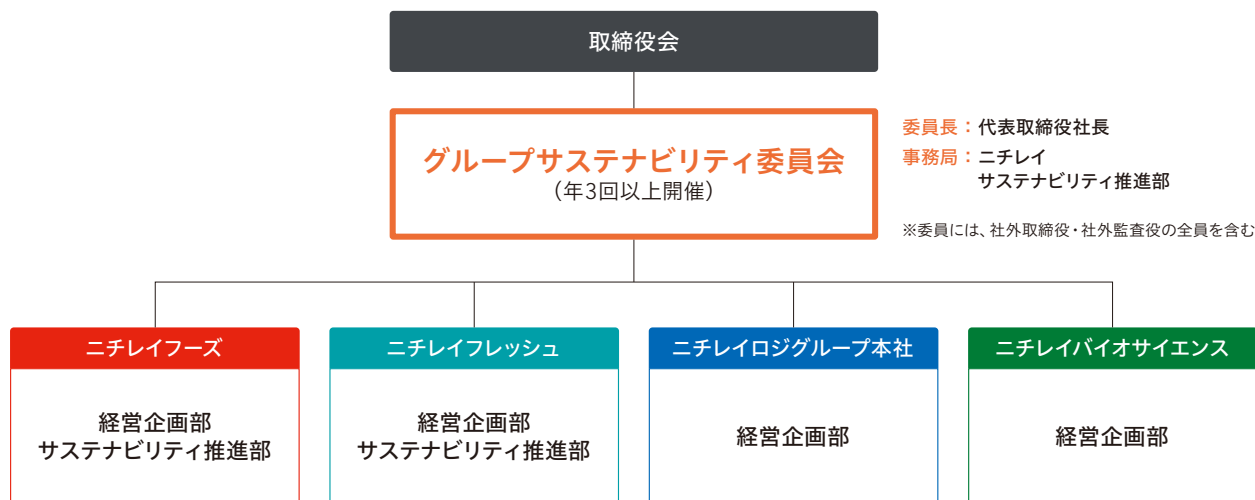 取締役会
グループサステナビリティ委員会
（年3回以上開催）
委員長：代表取締役社長
事務局：ニチレイ
サステナビリティ推進部
※委員には、社外取締役・社外監査役の全員を含む
ニチレイフーズ
経営企画部
サステナビリティ推進部
ニチレイフレッシュ
経営企画部
サステナビリティ推進部
ニチレイロジグループ本社
経営企画部
ニチレイバイオサイエンス
経営企画部